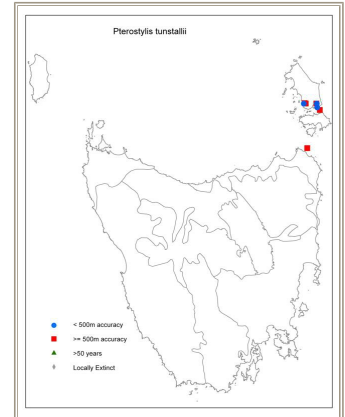 Pterostylis tunstallii
< 500m accuracy
>= 500m accuracy
>50 years
Locally Extinct